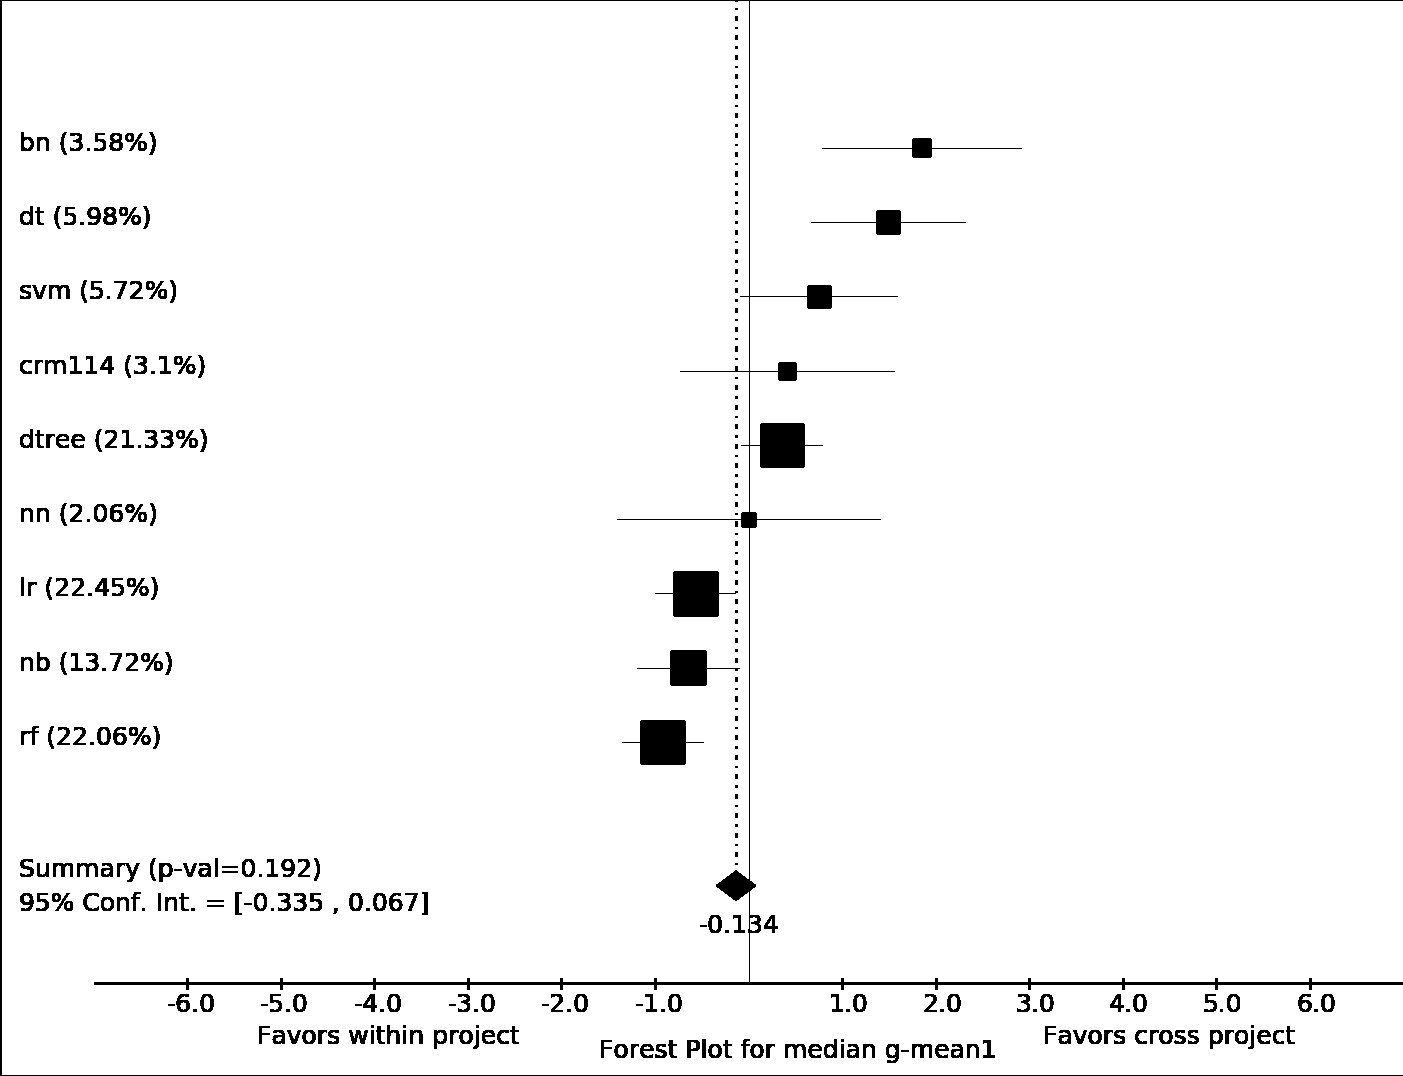 bn (3.58%)
dt (5.98%)
svm (5.72%)
crm114 (3.1%)
dtree (21.33%)
nn (2.06%)
lr (22.45%)
nb (13.72%)
rf (22.06%)
Summary (p-val=0.192)
95% Conf. Int. = [-0.335 , 0.067]
-0.134
-6.0 -5.0 -4.0 -3.0 -2.0 -1.0 1.0 2.0 3.0 4.0 5.0 6.0
Favors within project Favors cross project
Forest Plot for median g-mean1